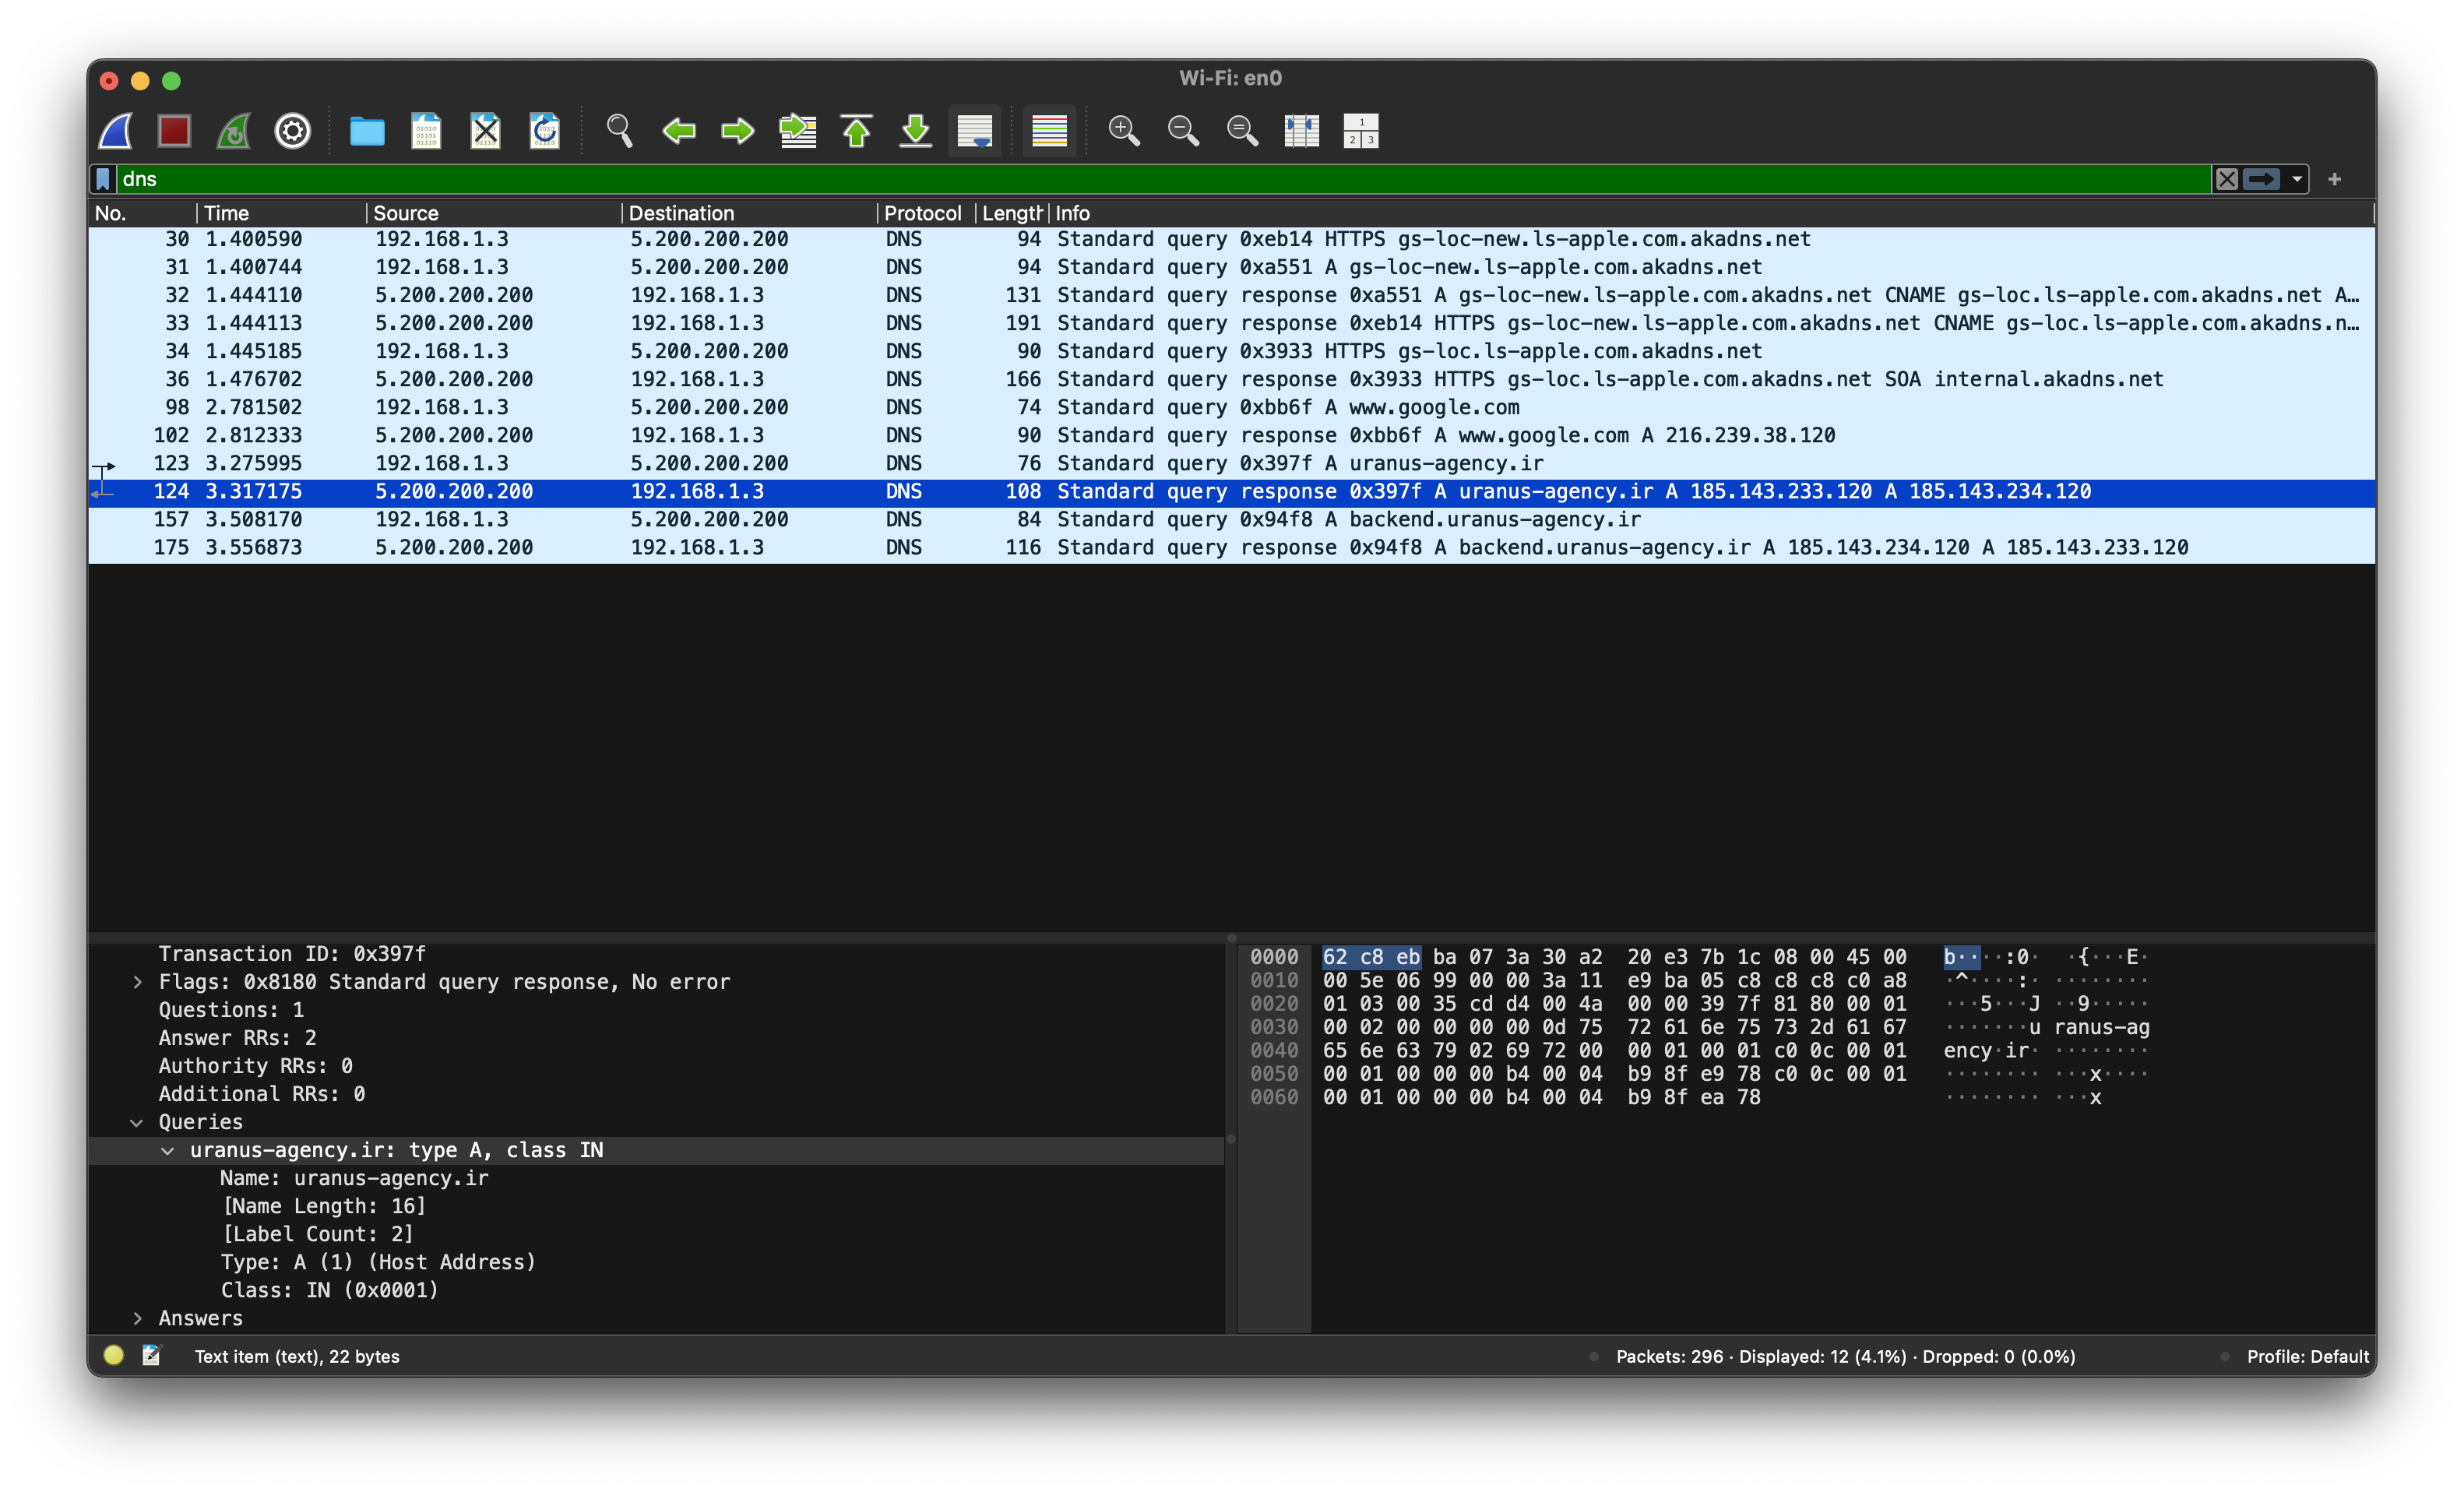 Wi-Fi: en0
dns
No. Time Source Destination Protocol Length Info
30 1.400590 192.168.1.3 5.200.200.200 DNS 94 Standard query 0xeb14 HTTPS gs-loc-new.ls-apple.com.akadns.net
31 1.400744 192.168.1.3 5.200.200.200 DNS 94 Standard query 0xa551 A gs-loc-new.ls-apple.com.akadns.net
32 1.444110 5.200.200.200 192.168.1.3 DNS 131 Standard query response 0xa551 A gs-loc-new.ls-apple.com.akadns.net CNAME gs-loc.ls-apple.com.akadns.net A…
33 1.444113 5.200.200.200 192.168.1.3 DNS 191 Standard query response 0xeb14 HTTPS gs-loc-new.ls-apple.com.akadns.net CNAME gs-loc.ls-apple.com.akadns.n…
34 1.445185 192.168.1.3 5.200.200.200 DNS 90 Standard query 0x3933 HTTPS gs-loc.ls-apple.com.akadns.net
36 1.476702 5.200.200.200 192.168.1.3 DNS 166 Standard query response 0x3933 HTTPS gs-loc.ls-apple.com.akadns.net SOA internal.akadns.net
98 2.781502 192.168.1.3 5.200.200.200 DNS 74 Standard query 0xbb6f A www.google.com
102 2.812333 5.200.200.200 192.168.1.3 DNS 90 Standard query response 0xbb6f A www.google.com A 216.239.38.120
123 3.275995 192.168.1.3 5.200.200.200 DNS 76 Standard query 0x397f A uranus-agency.ir
124 3.317175 5.200.200.200 192.168.1.3 DNS 108 Standard query response 0x397f A uranus-agency.ir A 185.143.233.120 A 185.143.234.120
157 3.508170 192.168.1.3 5.200.200.200 DNS 84 Standard query 0x94f8 A backend.uranus-agency.ir
175 3.556873 5.200.200.200 192.168.1.3 DNS 116 Standard query response 0x94f8 A backend.uranus-agency.ir A 185.143.234.120 A 185.143.233.120
Transaction ID: 0x397f
Flags: 0x8180 Standard query response, No error
Questions: 1
Answer RRs: 2
Authority RRs: 0
Additional RRs: 0
Queries
uranus-agency.ir: type A, class IN
Name: uranus-agency.ir
[Name Length: 16]
[Label Count: 2]
Type: A (1) (Host Address)
Class: IN (0x0001)
Answers
0000 62 c8 eb ba 07 3a 30 a2 20 e3 7b 1c 08 00 45 00 b····:0· ·{···E·
0010 00 5e 06 99 00 00 3a 11 e9 ba 05 c8 c8 c8 c0 a8 ·^····:· ········
0020 01 03 00 35 cd d4 00 4a 00 00 39 7f 81 80 00 01 ···5···J ··9·····
0030 00 02 00 00 00 00 0d 75 72 61 6e 75 73 2d 61 67 ·······u ranus-ag
0040 65 6e 63 79 02 69 72 00 00 01 00 01 c0 0c 00 01 ency·ir· ········
0050 00 01 00 00 00 b4 00 04 b9 8f e9 78 c0 0c 00 01 ········ ···x····
0060 00 01 00 00 00 b4 00 04 b9 8f ea 78 ········ ···x
Text item (text), 22 bytes
Packets: 296 · Displayed: 12 (4.1%) · Dropped: 0 (0.0%)
Profile: Default